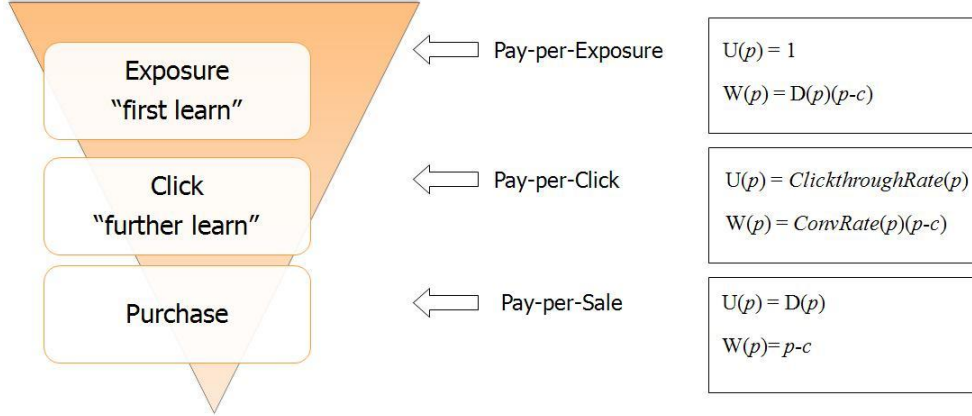 Exposure
“first learn”
Pay-per-Exposure
U(p) = 1
W(p) = D(p)(p-c)
Click
“further learn”
Pay-per-Click
U(p) = ClickthroughRate(p)
W(p) = ConvRate(p)(p-c)
Purchase
Pay-per-Sale
U(p) = D(p)
W(p)= p-c